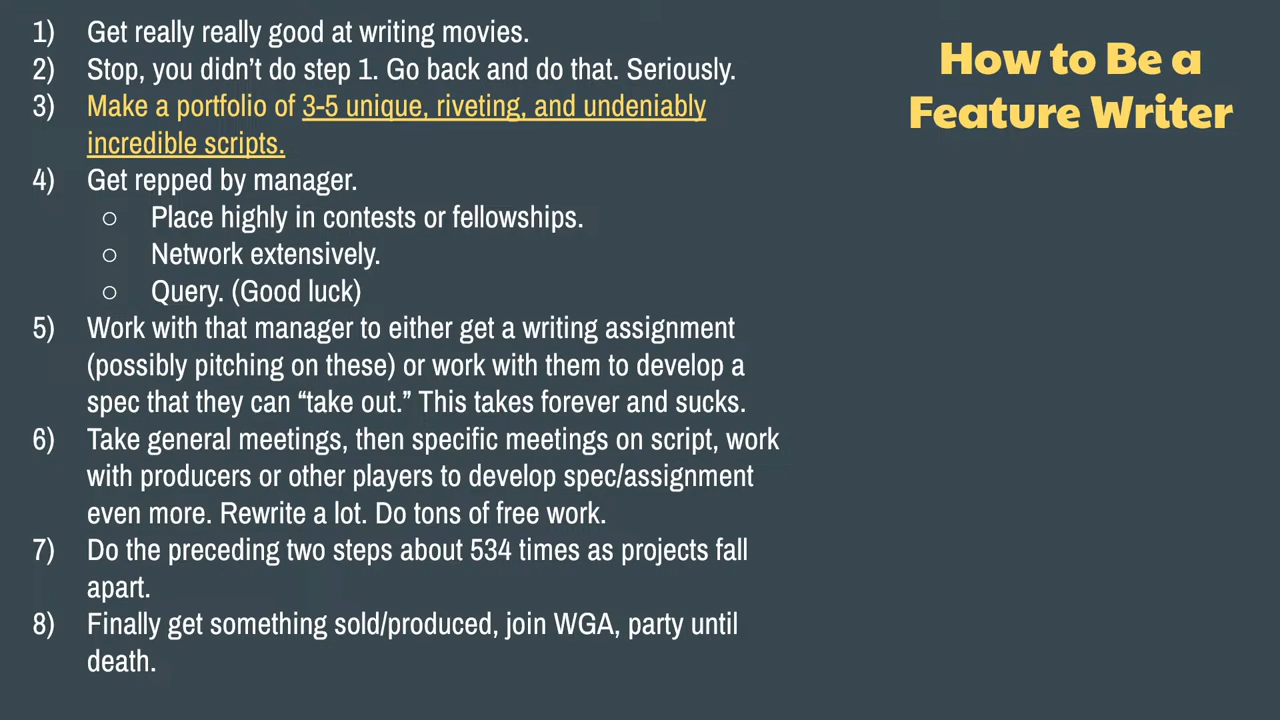 How to Be a
Feature Writer
1) Get really really good at writing movies.
2) Stop, you didn’t do step 1. Go back and do that. Seriously.
3) Make a portfolio of 3-5 unique, riveting, and undeniably
incredible scripts.
4) Get repped by manager.
○ Place highly in contests or fellowships.
○ Network extensively.
○ Query. (Good luck)
5) Work with that manager to either get a writing assignment
(possibly pitching on these) or work with them to develop a
spec that they can “take out.” This takes forever and sucks.
6) Take general meetings, then specific meetings on script, work
with producers or other players to develop spec/assignment
even more. Rewrite a lot. Do tons of free work.
7) Do the preceding two steps about 534 times as projects fall
apart.
8) Finally get something sold/produced, join WGA, party until
death.